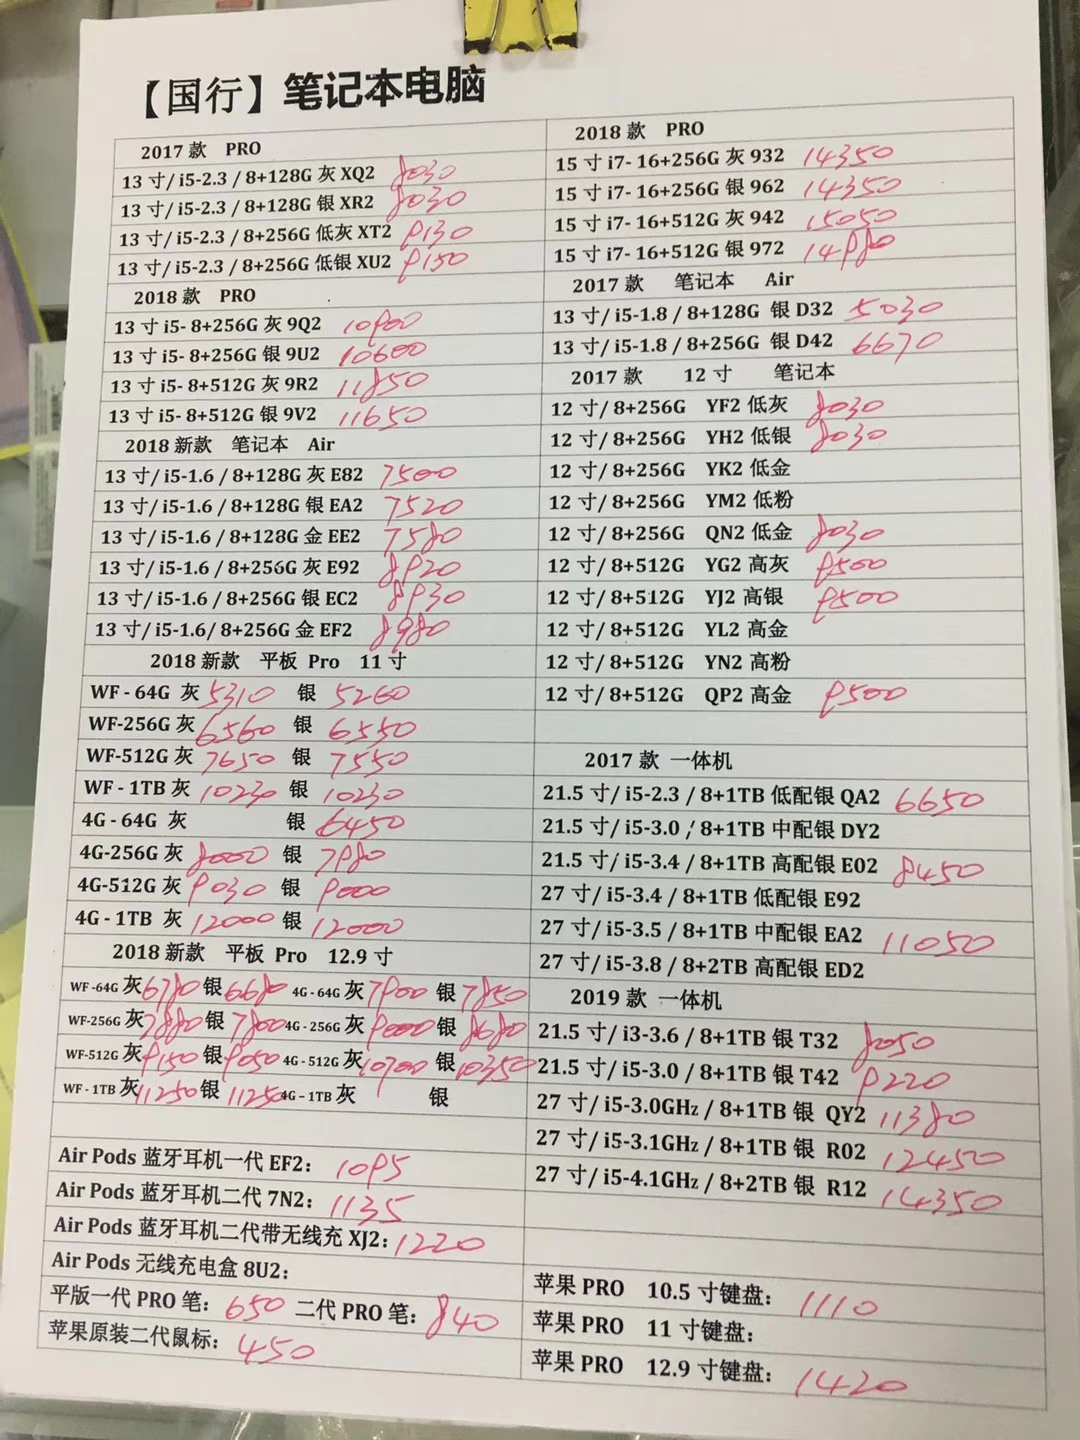 【国行】笔记本电脑
2017 款 PRO
13 寸/ i5-2.3 / 8+128G 灰 XQ2 8030
13 寸/ i5-2.3 / 8+128G 银 XR2 8030
13 寸/ i5-2.3 / 8+256G 低灰 XT2 9130
13 寸/ i5-2.3 / 8+256G 低银 XU2 9150
2018 款 PRO
13 寸 i5- 8+256G 灰 9Q2 10900
13 寸 i5- 8+256G 银 9U2 10600
13 寸 i5- 8+512G 灰 9R2 11850
13 寸 i5- 8+512G 银 9V2 11650
2018 新款 笔记本 Air
13 寸/ i5-1.6 / 8+128G 灰 E82 7500
13 寸/ i5-1.6 / 8+128G 银 EA2 7520
13 寸/ i5-1.6 / 8+128G 金 EE2 7580
13 寸/ i5-1.6 / 8+256G 灰 E92 8920
13 寸/ i5-1.6 / 8+256G 银 EC2 8930
13 寸/ i5-1.6/ 8+256G 金 EF2 8980
2018 新款 平板 Pro 11 寸
WF - 64G 灰 5310 银 5260
WF-256G 灰 6560 银 6550
WF-512G 灰 7650 银 7550
WF - 1TB 灰 10230 银 10230
4G - 64G 灰 银 6450
4G-256G 灰 8000 银 7980
4G-512G 灰 9030 银 9000
4G - 1TB 灰 12000 银 12000
2018 新款 平板 Pro 12.9 寸
WF -64G 灰 6780 银 6680 4G - 64G 灰 7900 银 7850
WF-256G 灰 7880 银 7800 4G - 256G 灰 9000 银 8680
WF-512G 灰 9150 银 9050 4G - 512G 灰 10700 银 10350
WF - 1TB 灰 11250 银 11250 4G – 1TB 灰 银
Air Pods 蓝牙耳机一代 EF2： 1095
Air Pods 蓝牙耳机二代 7N2： 1135
Air Pods 蓝牙耳机二代带无线充 XJ2： 1220
Air Pods 无线充电盒 8U2：
平版一代 PRO 笔： 650 二代 PRO 笔： 840
苹果原装二代鼠标： 450
2018 款 PRO
15 寸 i7- 16+256G 灰 932 14350
15 寸 i7- 16+256G 银 962 14350
15 寸 i7- 16+512G 灰 942 15050
15 寸 i7- 16+512G 银 972 14980
2017 款 笔记本 Air
13 寸/ i5-1.8 / 8+128G 银 D32 5030
13 寸/ i5-1.8 / 8+256G 银 D42 6670
2017 款 12 寸 笔记本
12 寸/ 8+256G YF2 低灰 8030
12 寸/ 8+256G YH2 低银 8030
12 寸/ 8+256G YK2 低金
12 寸/ 8+256G YM2 低粉
12 寸/ 8+256G QN2 低金 8030
12 寸/ 8+512G YG2 高灰 9500
12 寸/ 8+512G YJ2 高银 9500
12 寸/ 8+512G YL2 高金
12 寸/ 8+512G YN2 高粉
12 寸/ 8+512G QP2 高金 9500
2017 款 一体机
21.5 寸/ i5-2.3 / 8+1TB 低配银 QA2 6650
21.5 寸/ i5-3.0 / 8+1TB 中配银 DY2
21.5 寸/ i5-3.4 / 8+1TB 高配银 E02 8450
27 寸/ i5-3.4 / 8+1TB 低配银 E92
27 寸/ i5-3.5 / 8+1TB 中配银 EA2 11050
27 寸/ i5-3.8 / 8+2TB 高配银 ED2
2019 款 一体机
21.5 寸/ i3-3.6 / 8+1TB 银 T32 8050
21.5 寸/ i5-3.0 / 8+1TB 银 T42 9220
27 寸/ i5-3.0GHz / 8+1TB 银 QY2 11380
27 寸/ i5-3.1GHz / 8+1TB 银 R02 12450
27 寸/ i5-4.1GHz / 8+2TB 银 R12 14350
苹果 PRO 10.5 寸键盘： 1110
苹果 PRO 11 寸键盘：
苹果 PRO 12.9 寸键盘： 1420